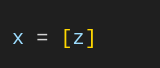 x = [z]